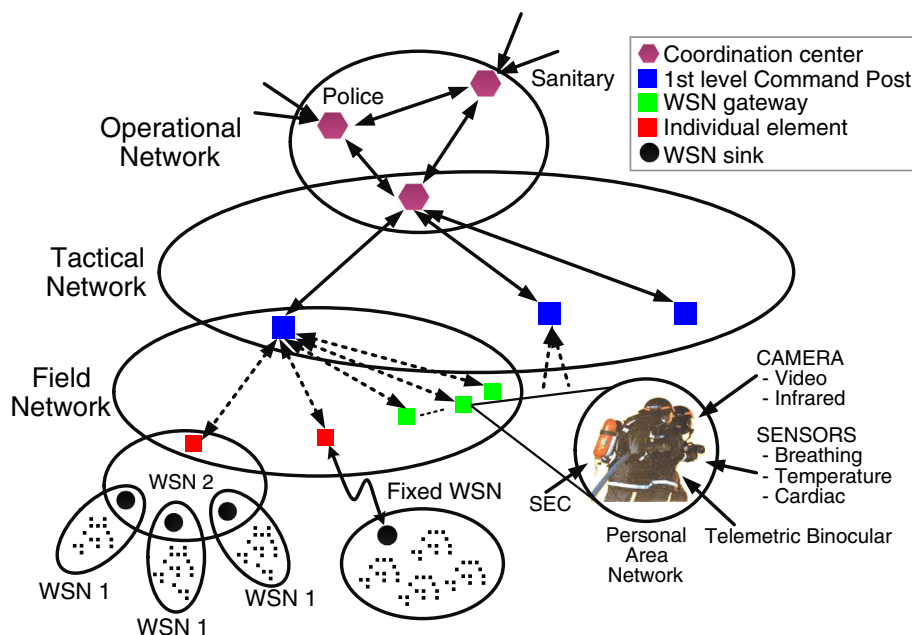 Coordination center
1st level Command Post
WSN gateway
Individual element
WSN sink
Sanitary
Police
Operational
Network
Tactical
Network
Field
Network
CAMERA
- Video
- Infrared
SENSORS
- Breathing
- Temperature
- Cardiac
Telemetric Binocular
SEC
Personal
Area
Network
WSN 2
Fixed WSN
WSN 1
WSN 1
WSN 1